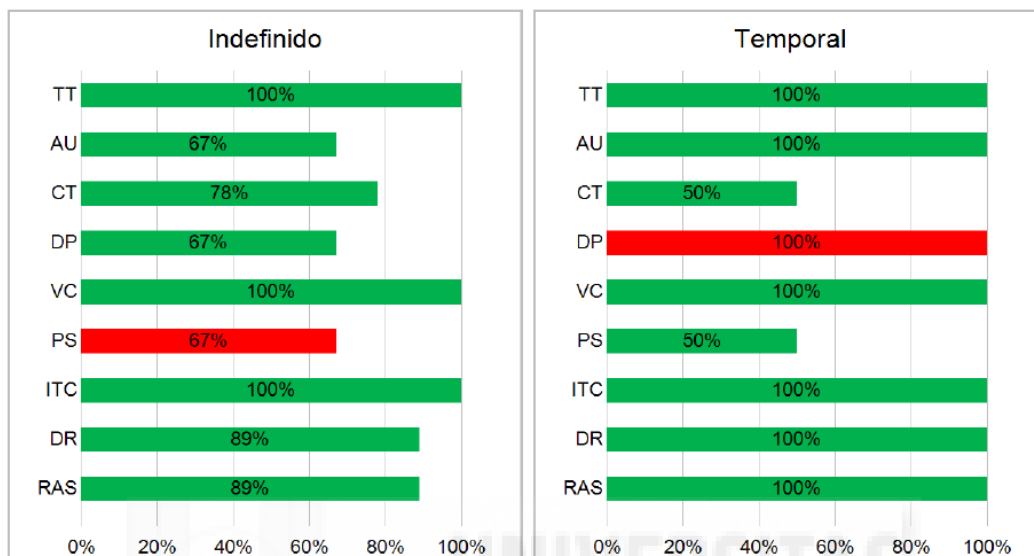 Indefinido
TT 100%
AU 67%
CT 78%
DP 67%
VC 100%
PS 67%
ITC 100%
DR 89%
RAS 89%
0% 20% 40% 60% 80% 100%
Temporal
TT 100%
AU 100%
CT 50%
DP 100%
VC 100%
PS 50%
ITC 100%
DR 100%
RAS 100%
0% 20% 40% 60% 80% 100%